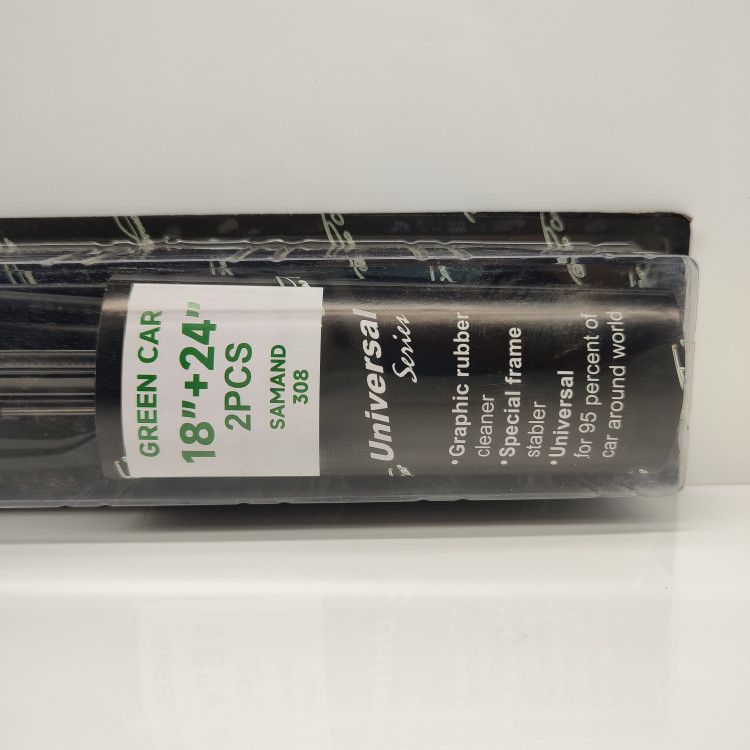 GREEN CAR
18"+24"
2PCS
SAMAND
308
Universal
Series
•Graphic rubber
cleaner
•Special frame
stabler
•Universal
for 95 percent of
car around world